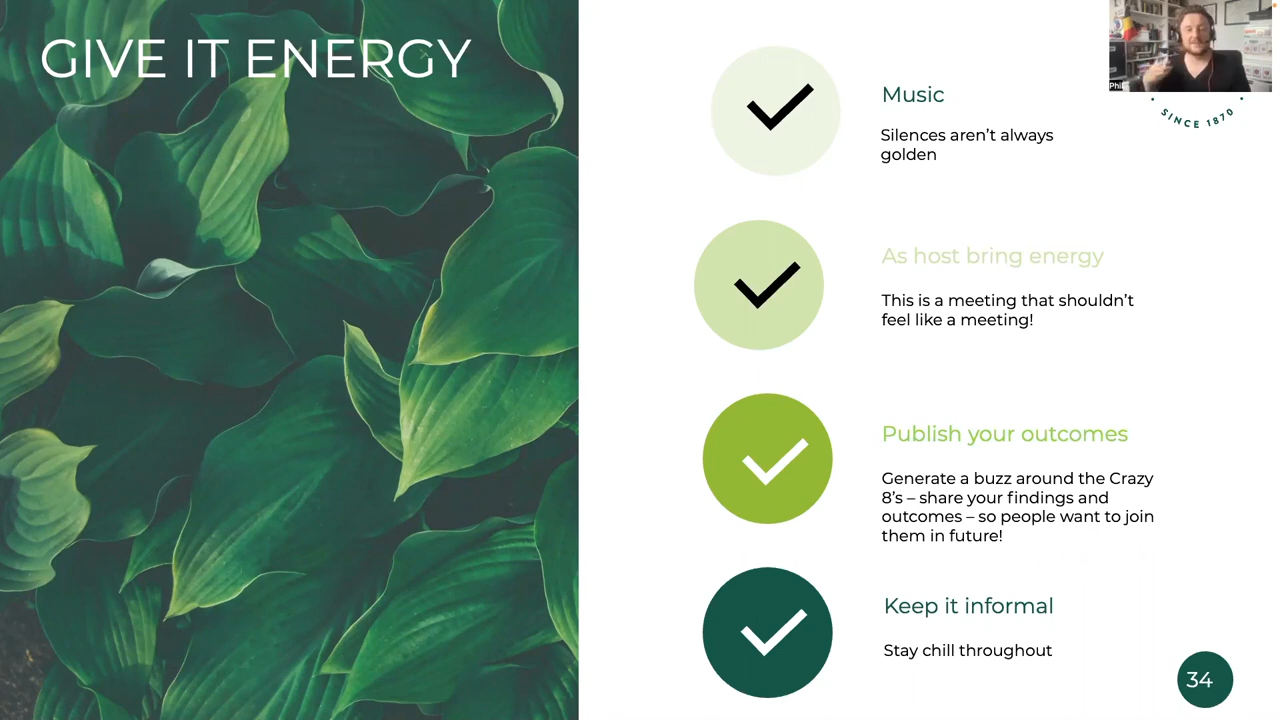 GIVE IT ENERGY
Music
Silences aren't always
golden
As host bring energy
This is a meeting that shouldn't
feel like a meeting!
Publish your outcomes
Generate a buzz around the Crazy
8's – share your findings and
outcomes – so people want to join
them in future!
Keep it informal
Stay chill throughout
SINCE 1870
34